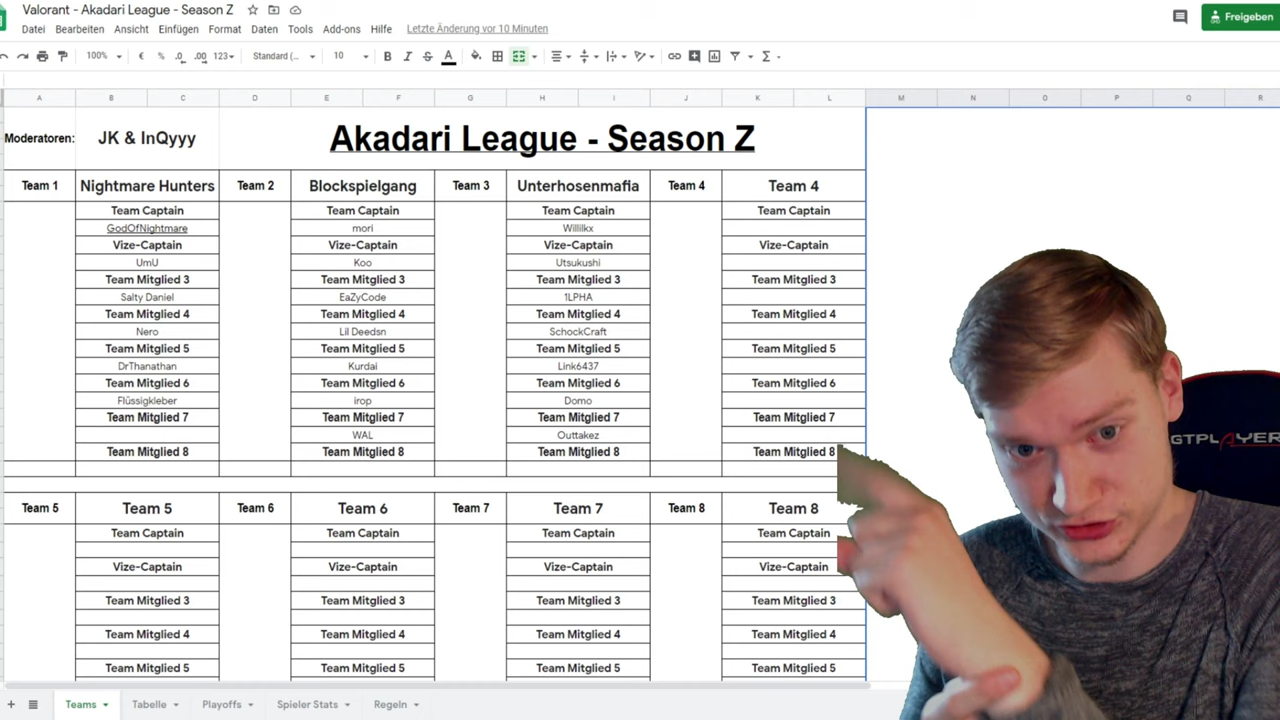 Valorant - Akadari League - Season Z
Datei Bearbeiten Ansicht Einfügen Format Daten Tools Add-ons Hilfe Letzte Änderung vor 10 Minuten
Freigeben
100% € % .0 .00 123 Standard (... 10 B I S A
A B C D E F G H I J K L M N O P Q R
Moderatoren: JK & InQyyy Akadari League - Season Z
Team 1 Nightmare Hunters Team 2 Blockspielgang Team 3 Unterhosenmafia Team 4 Team 4
Team Captain Team Captain Team Captain Team Captain
GodOfNightmare mori Willilkx
Vize-Captain Vize-Captain Vize-Captain Vize-Captain
UmU Koo Utsukushi
Team Mitglied 3 Team Mitglied 3 Team Mitglied 3 Team Mitglied 3
Salty Daniel EaZyCode 1LPHA
Team Mitglied 4 Team Mitglied 4 Team Mitglied 4 Team Mitglied 4
Nero Lil Deedsn SchockCraft
Team Mitglied 5 Team Mitglied 5 Team Mitglied 5 Team Mitglied 5
DrThanathan Kurdai Link6437
Team Mitglied 6 Team Mitglied 6 Team Mitglied 6 Team Mitglied 6
Flüssigkleber irop Domo
Team Mitglied 7 Team Mitglied 7 Team Mitglied 7 Team Mitglied 7
WAL Outtakez
Team Mitglied 8 Team Mitglied 8 Team Mitglied 8 Team Mitglied 8
GTPLAYER
Team 5 Team 5 Team 6 Team 6 Team 7 Team 7 Team 8 Team 8
Team Captain Team Captain Team Captain Team Captain
Vize-Captain Vize-Captain Vize-Captain Vize-Captain
Team Mitglied 3 Team Mitglied 3 Team Mitglied 3 Team Mitglied 3
Team Mitglied 4 Team Mitglied 4 Team Mitglied 4 Team Mitglied 4
Team Mitglied 5 Team Mitglied 5 Team Mitglied 5 Team Mitglied 5
Teams Tabelle Playoffs Spieler Stats Regeln